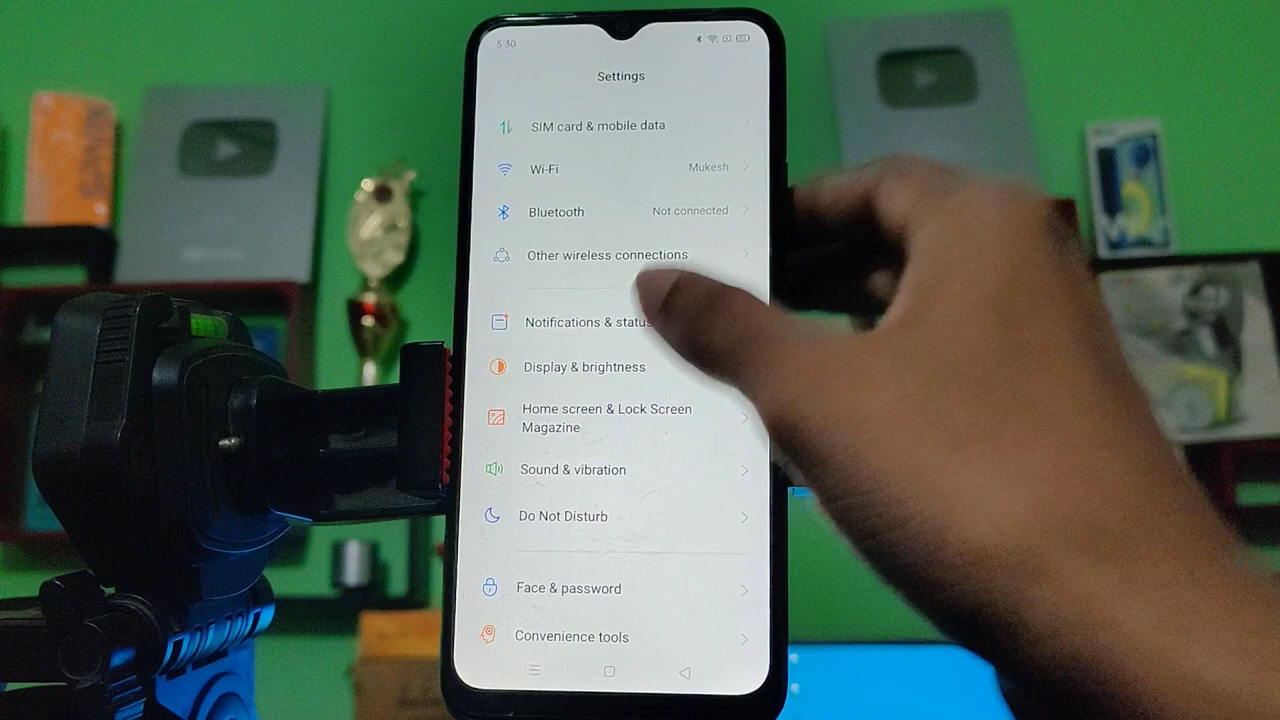 5:30
Settings
SIM card & mobile data
Wi-Fi Mukesh
Bluetooth Not connected
Other wireless connections
Notifications & status
Display & brightness
Home screen & Lock Screen
Magazine
Sound & vibration
Do Not Disturb
Face & password
Convenience tools